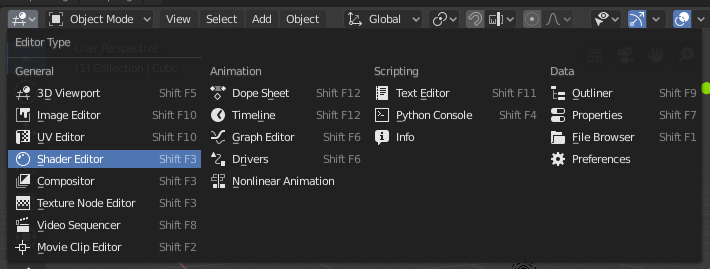 Object Mode View Select Add Object Global
User Perspective
(1) Collection | Cube
Editor Type
General
3D Viewport Shift F5
Image Editor Shift F10
UV Editor Shift F10
Shader Editor Shift F3
Compositor Shift F3
Texture Node Editor Shift F3
Video Sequencer Shift F8
Movie Clip Editor Shift F2
Animation
Dope Sheet Shift F12
Timeline Shift F12
Graph Editor Shift F6
Drivers Shift F6
Nonlinear Animation
Scripting
Text Editor Shift F11
Python Console Shift F4
Info
Data
Outliner Shift F9
Properties Shift F7
File Browser Shift F1
Preferences